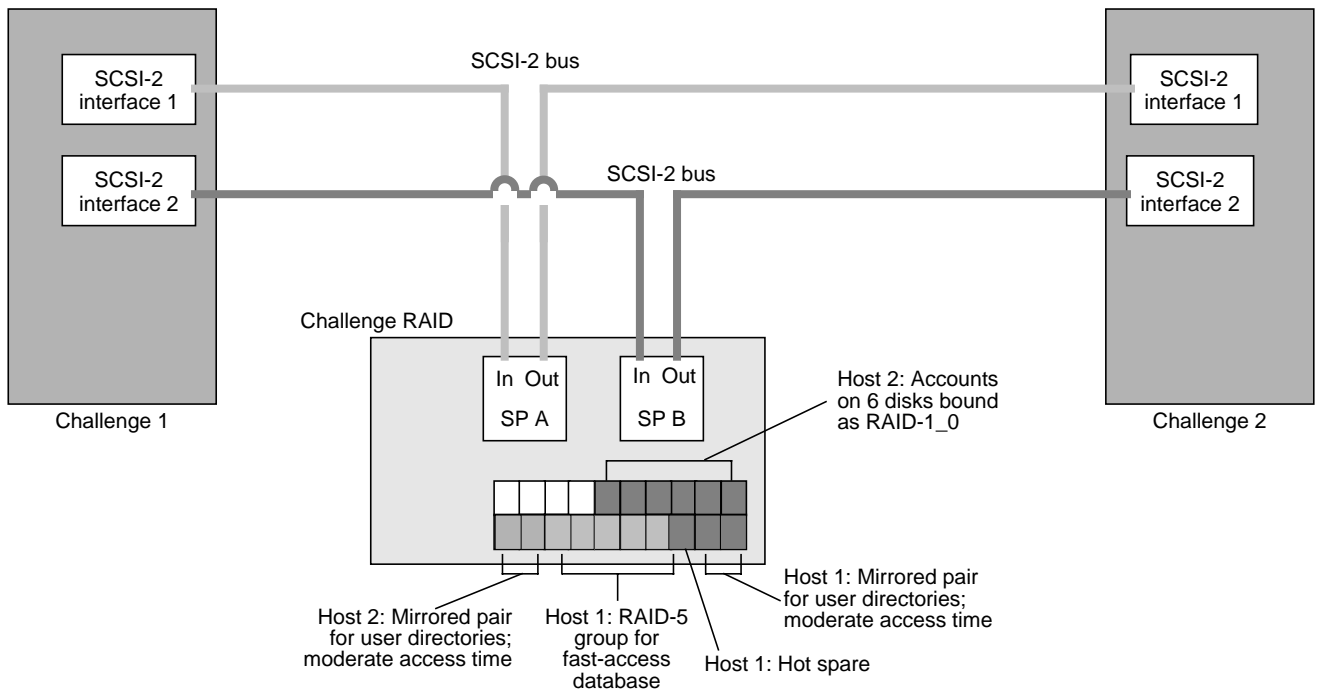 SCSI-2 bus
SCSI-2
interface 1
SCSI-2
interface 1
SCSI-2
interface 2
SCSI-2 bus
SCSI-2
interface 2
Challenge 1
Challenge 2
Challenge RAID
In Out
SP A
In Out
SP B
Host 2: Accounts
on 6 disks bound
as RAID-1_0
Host 2: Mirrored pair
for user directories;
moderate access time
Host 1: RAID-5
group for
fast-access
database
Host 1: Hot spare
Host 1: Mirrored pair
for user directories;
moderate access time